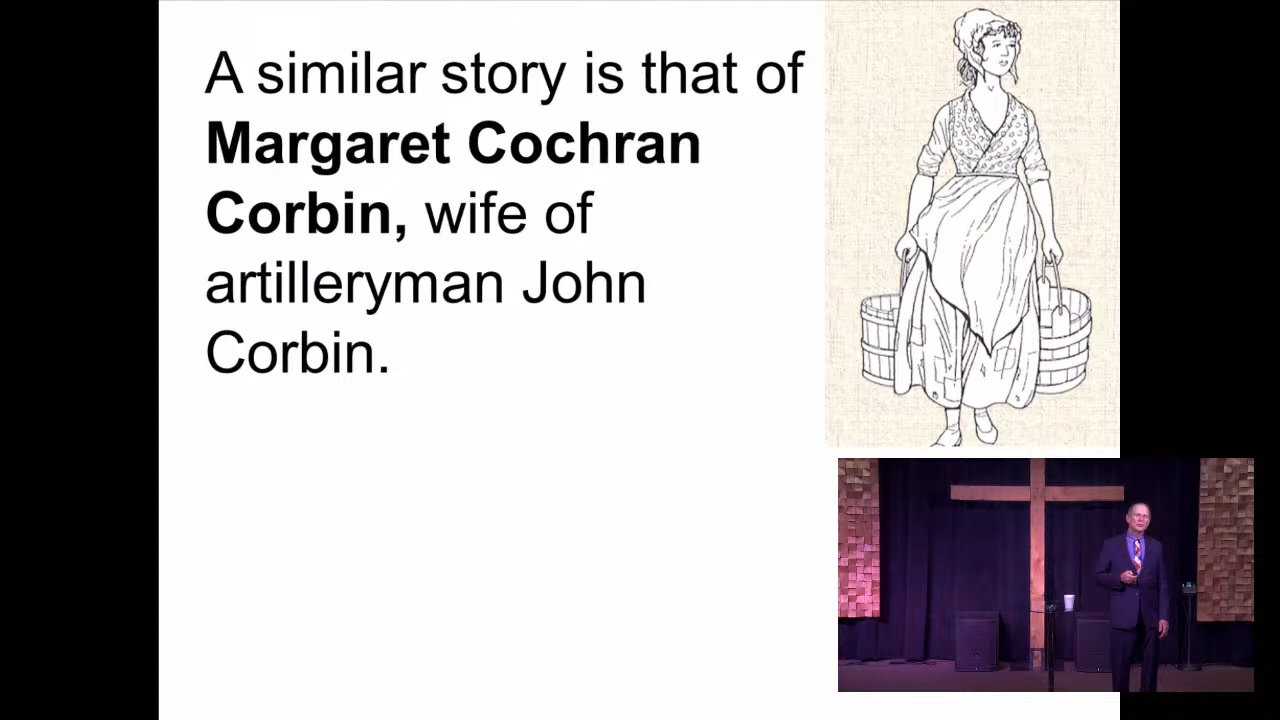 A similar story is that of
Margaret Cochran
Corbin, wife of
artilleryman John
Corbin.